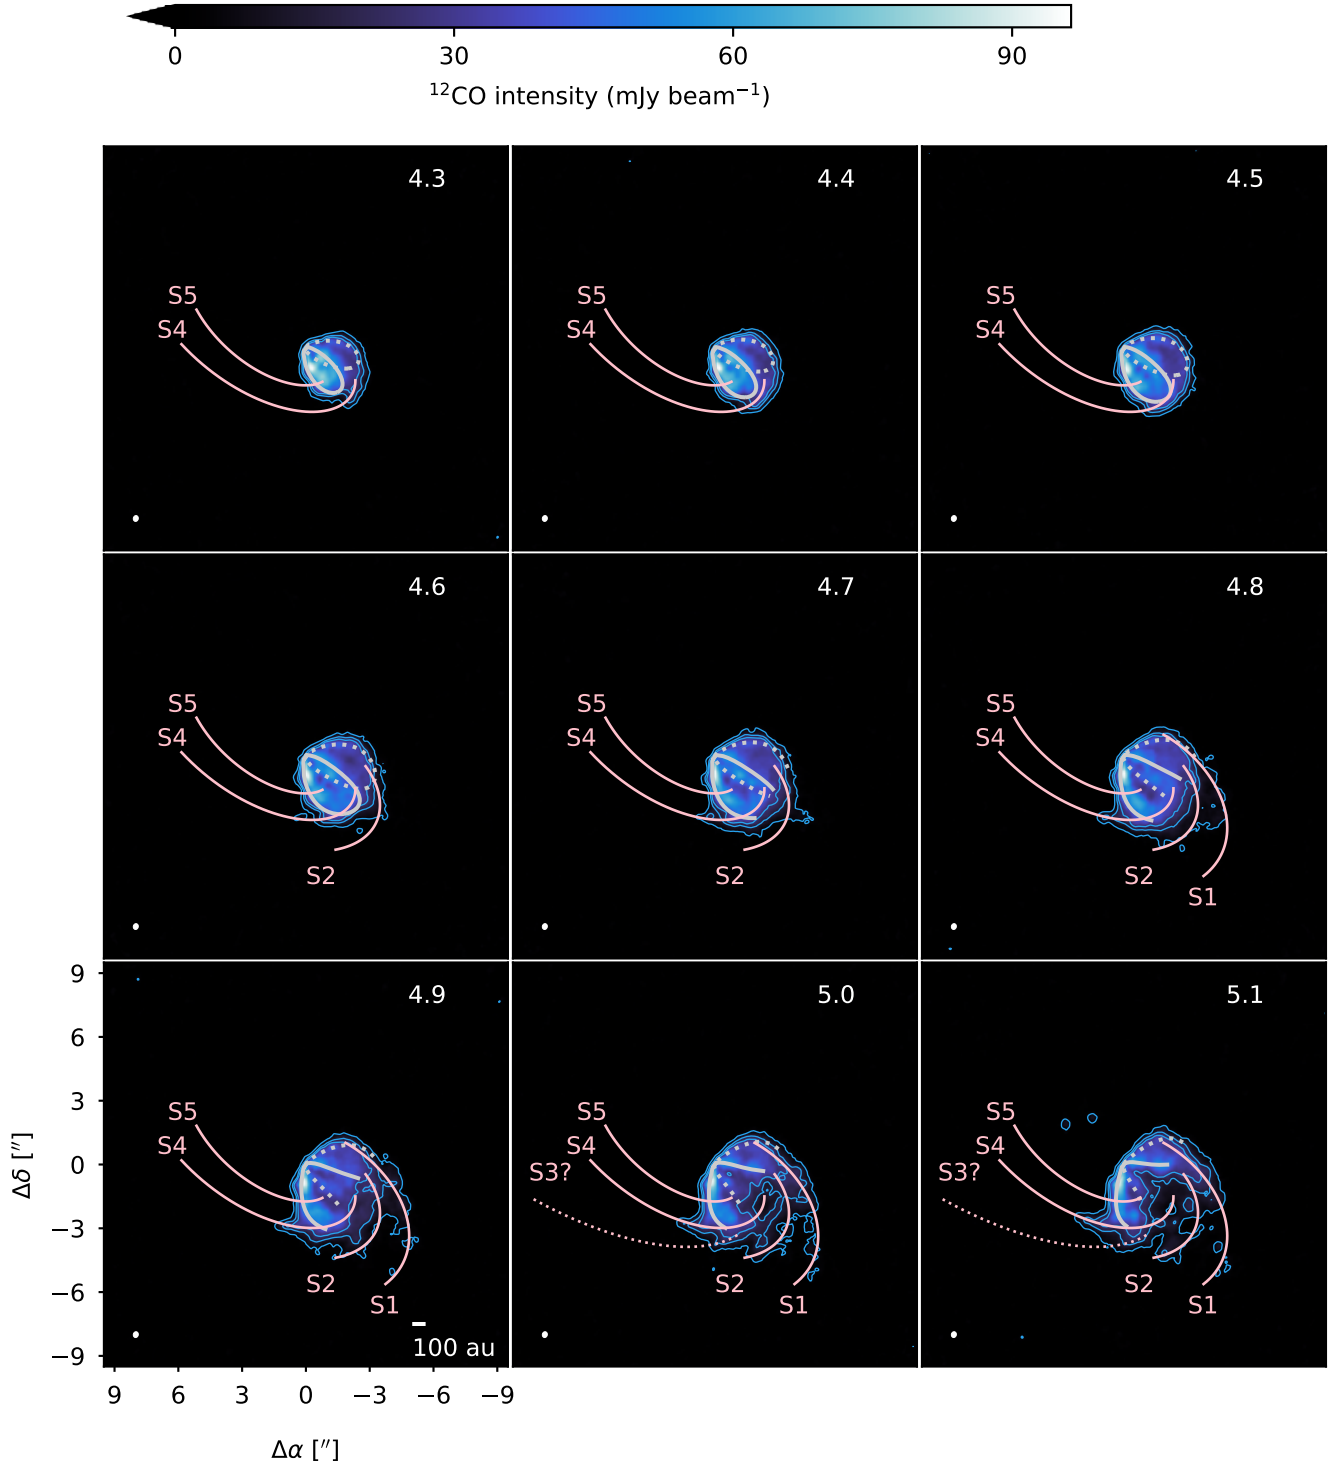 0 30 60 90
¹²CO intensity (mJy beam⁻¹)
4.3 4.4 4.5
S5 S5 S5
S4 S4 S4
4.6 4.7 4.8
S5 S5 S5
S4 S4 S4
S2 S2 S2
S1
9 4.9 5.0 5.1
6
3
S5 S5 S5
S4 S4 S4
0 S3? S3?
−3
S2 S2 S2
−6
S1 S1 S1
100 au
−9
Δδ [″]
9 6 3 0 −3 −6 −9
Δα [″]